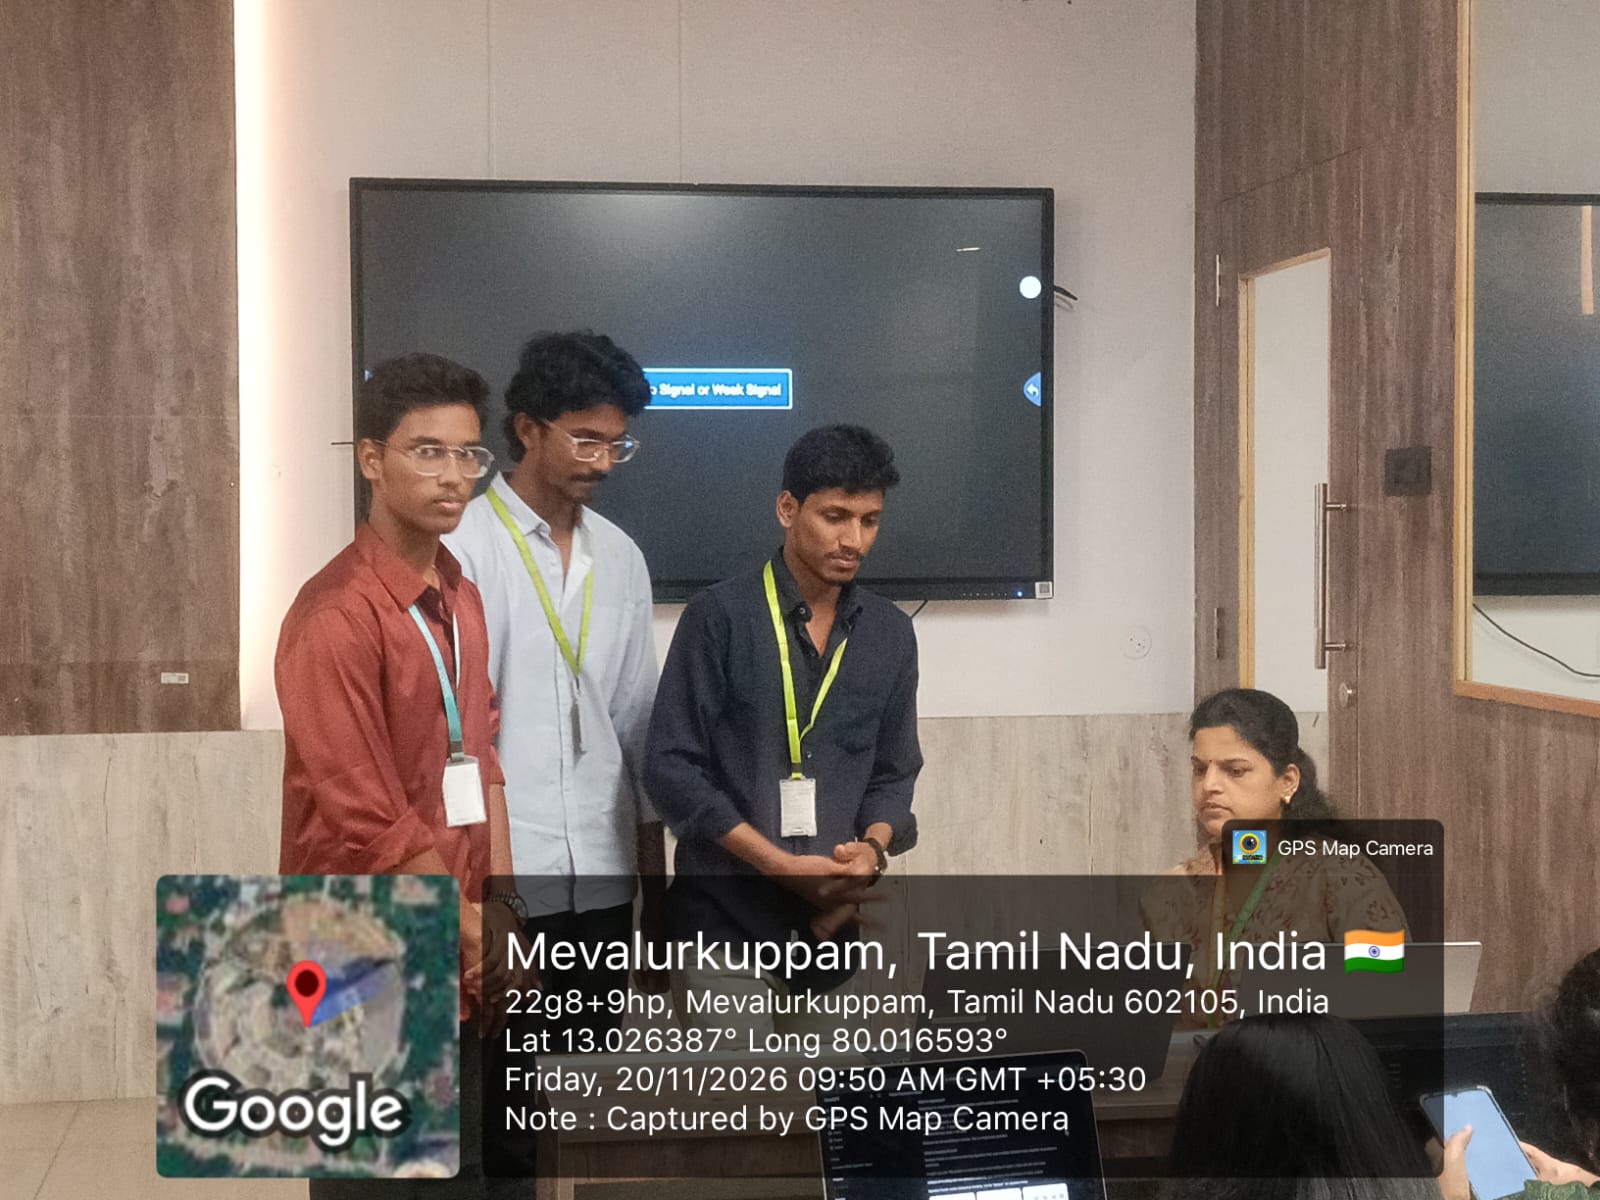 o Signal or Weak Signal
GPS Map Camera
Mevalurkuppam, Tamil Nadu, India
22g8+9hp, Mevalurkuppam, Tamil Nadu 602105, India
Lat 13.026387° Long 80.016593°
Friday, 20/11/2026 09:50 AM GMT +05:30
Note : Captured by GPS Map Camera
Google